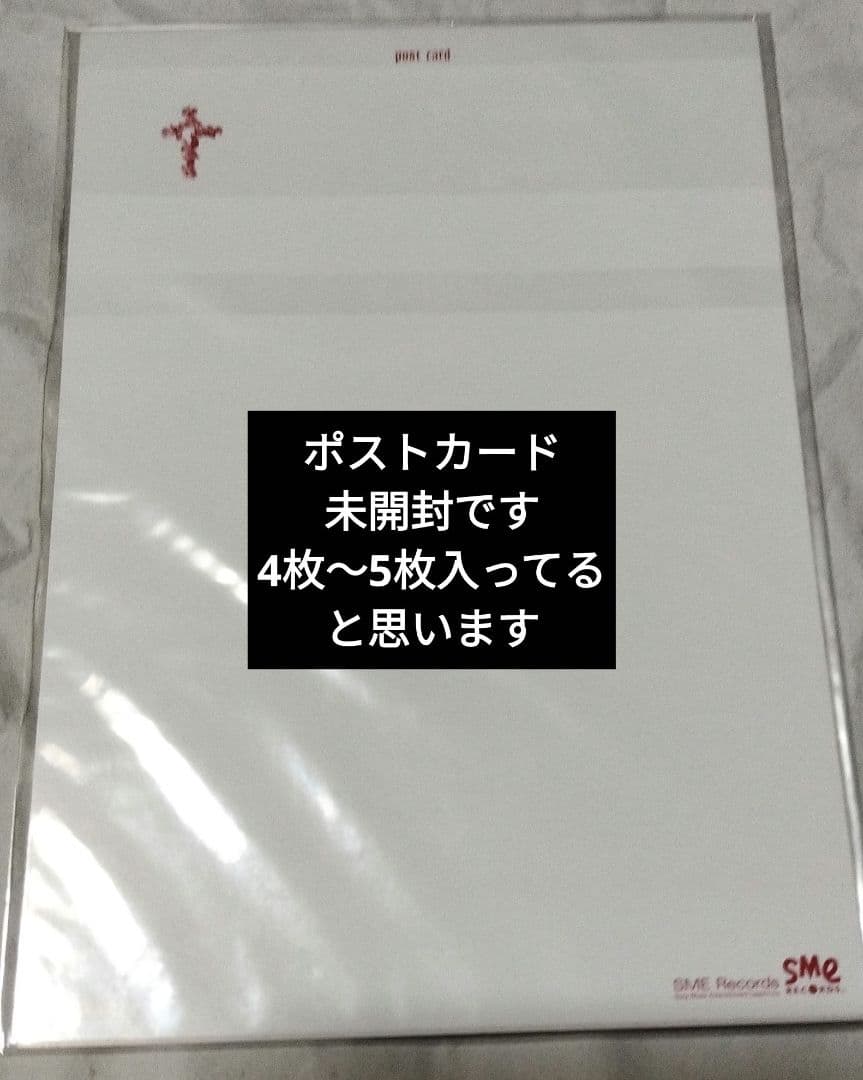 post card
ポストカード
未開封です
4枚〜5枚入ってる
と思います
SME Records
SMe
RECORDS